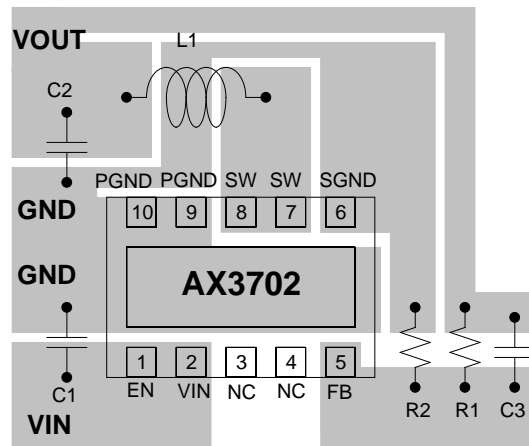 VOUT
L1
C2
PGND PGND SW SW SGND
10 9 8 7 6
GND
GND
AX3702
1 2 3 4 5
C1
EN VIN NC NC FB
R2 R1 C3
VIN